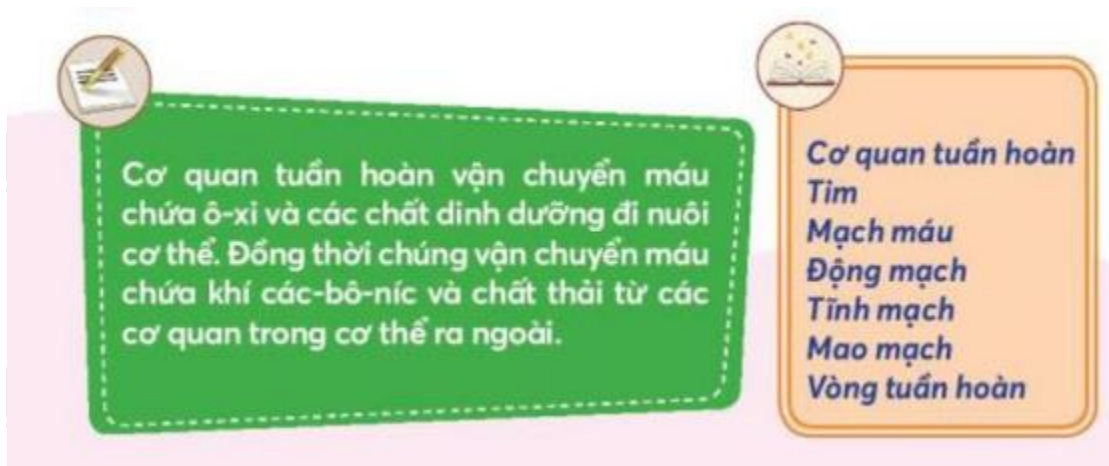 Cơ quan tuần hoàn vận chuyển máu
chứa ô-xi và các chất dinh dưỡng đi nuôi
cơ thể. Đồng thời chúng vận chuyển máu
chứa khí các-bô-níc và chất thải từ các
cơ quan trong cơ thể ra ngoài.
Cơ quan tuần hoàn
Tim
Mạch máu
Động mạch
Tĩnh mạch
Mao mạch
Vòng tuần hoàn